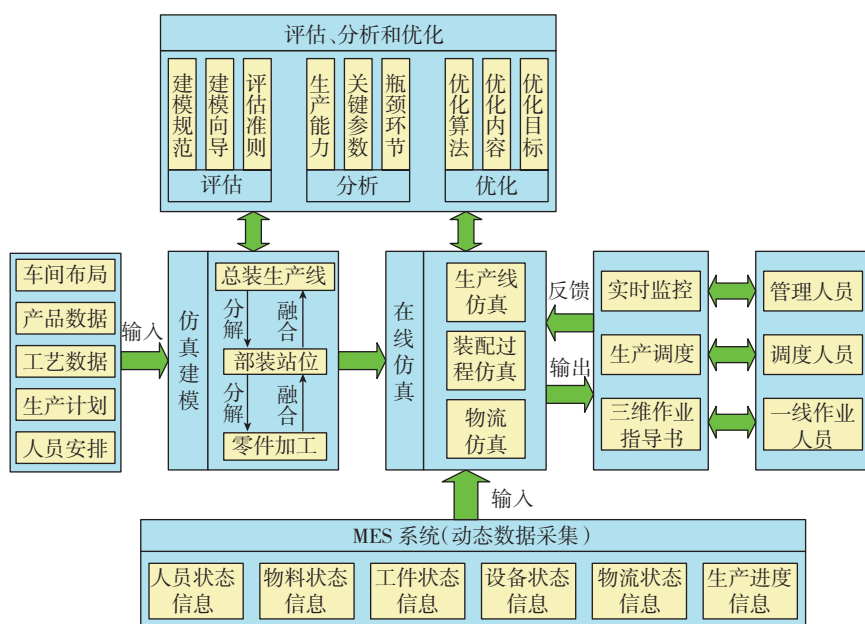 评估、分析和优化
建模规范
建模向导
评估准则
生产能力
关键参数
瓶颈环节
优化算法
优化内容
优化目标
评估
分析
优化
车间布局
产品数据
工艺数据
生产计划
人员安排
输入
仿真建模
总装生产线
分解
融合
部装站位
分解
融合
零件加工
在线仿真
生产线
仿真
装配过
程仿真
物流
仿真
反馈
输出
实时监控
生产调度
三维作业
指导书
管理人员
调度人员
一线作业
人员
输入
MES 系统(动态数据采集)
人员状态
信息
物料状态
信息
工件状态
信息
设备状态
信息
物流状态
信息
生产进度
信息